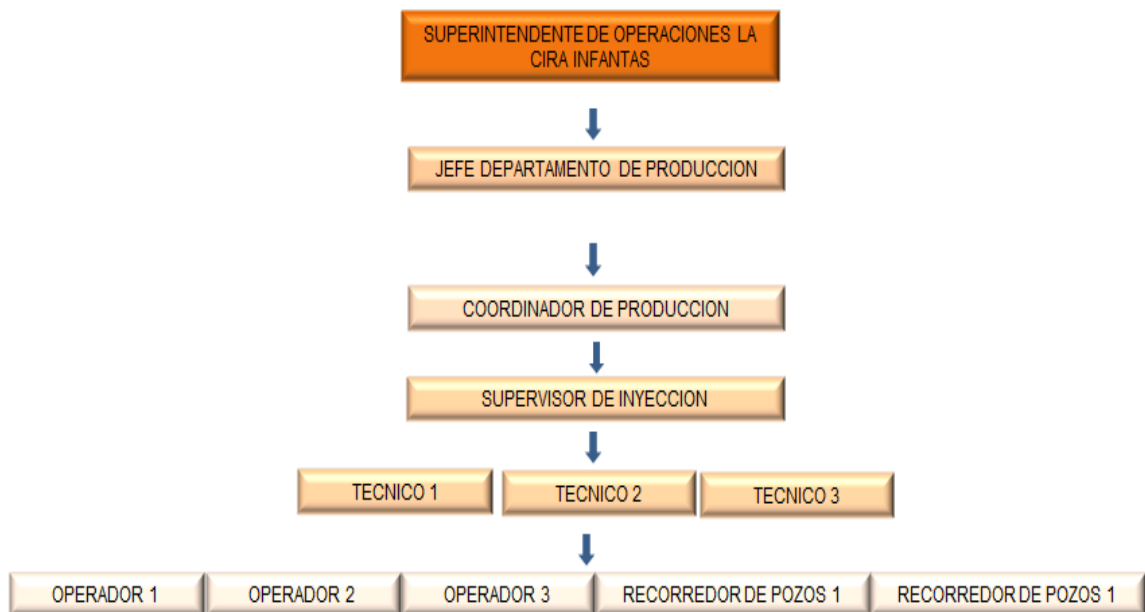 SUPERINTENDENTE DE OPERACIONES LA
CIRA INFANTAS
JEFE DEPARTAMENTO DE PRODUCCION
COORDINADOR DE PRODUCCION
SUPERVISOR DE INYECCION
TECNICO 1
TECNICO 2
TECNICO 3
OPERADOR 1
OPERADOR 2
OPERADOR 3
RECORREDOR DE POZOS 1
RECORREDOR DE POZOS 1